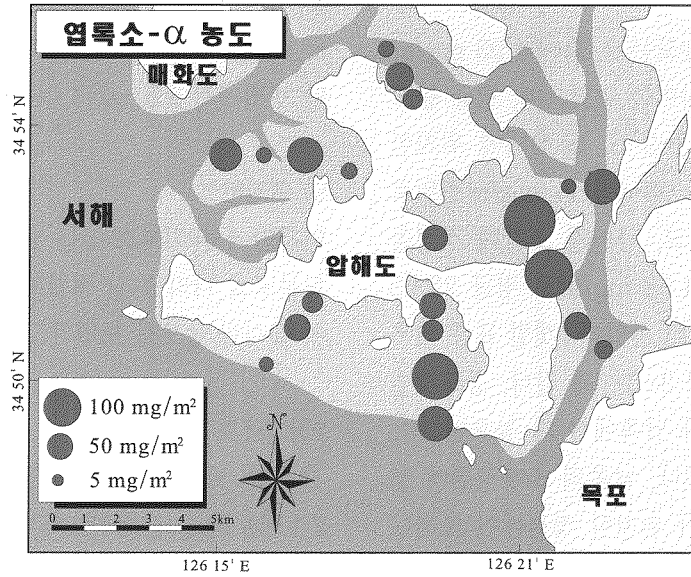 엽록소-α 농도
매화도
34 54' N
서해
압해도
34 50' N
100 mg/m²
50 mg/m²
5 mg/m²
N
목포
0 1 2 3 4 5km
126 15' E
126 21' E